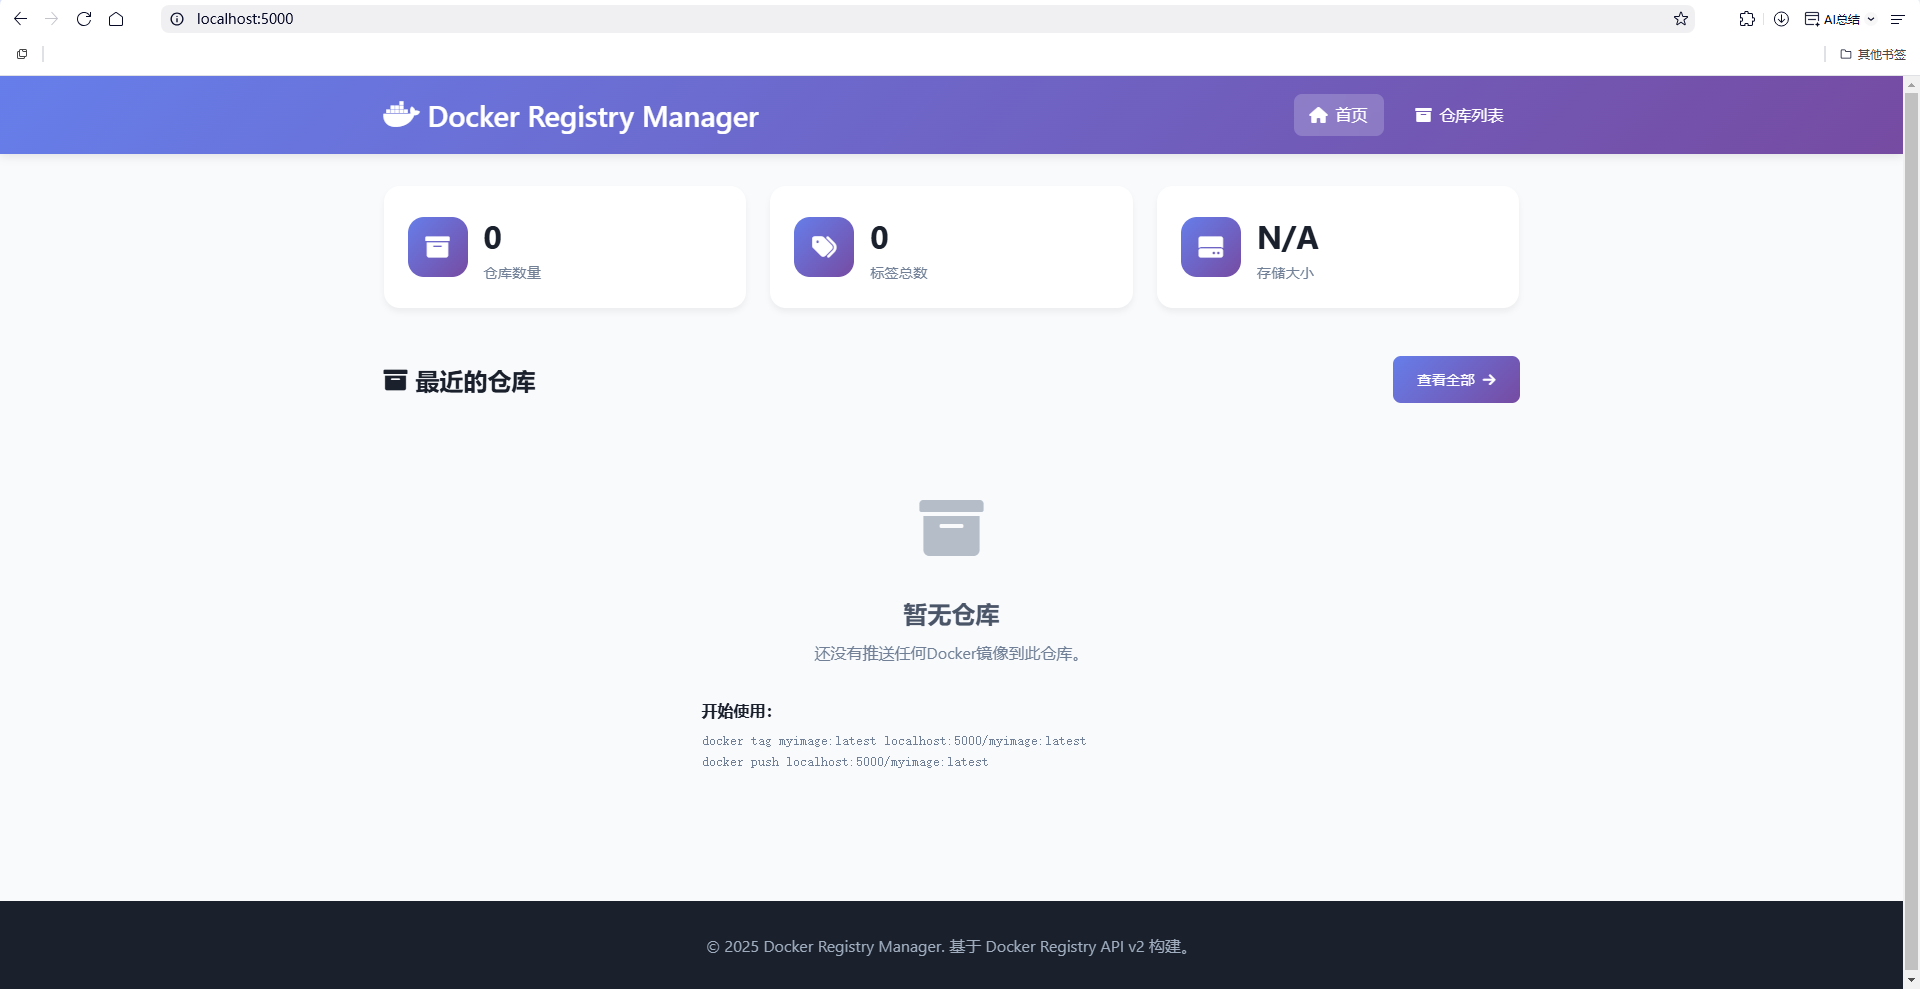 localhost:5000
AI总结
其他书签
Docker Registry Manager
首页
仓库列表
0
仓库数量
0
标签总数
N/A
存储大小
最近的仓库
查看全部
暂无仓库
还没有推送任何Docker镜像到此仓库。
开始使用：
docker tag myimage:latest localhost:5000/myimage:latest
docker push localhost:5000/myimage:latest
© 2025 Docker Registry Manager. 基于 Docker Registry API v2 构建。